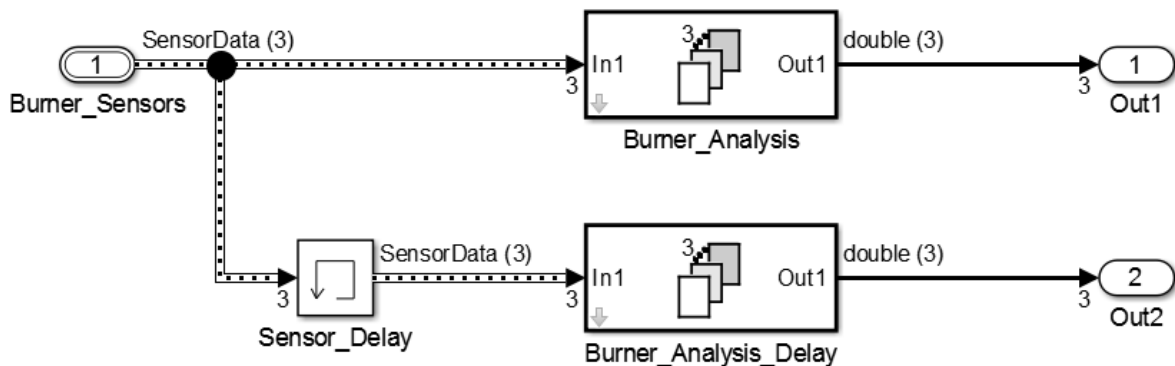 SensorData (3)
1
Burner_Sensors
3
In1
3
Out1
Burner_Analysis
double (3)
3
1
Out1
3
Sensor_Delay
SensorData (3)
3
In1
3
Out1
Burner_Analysis_Delay
double (3)
3
2
Out2